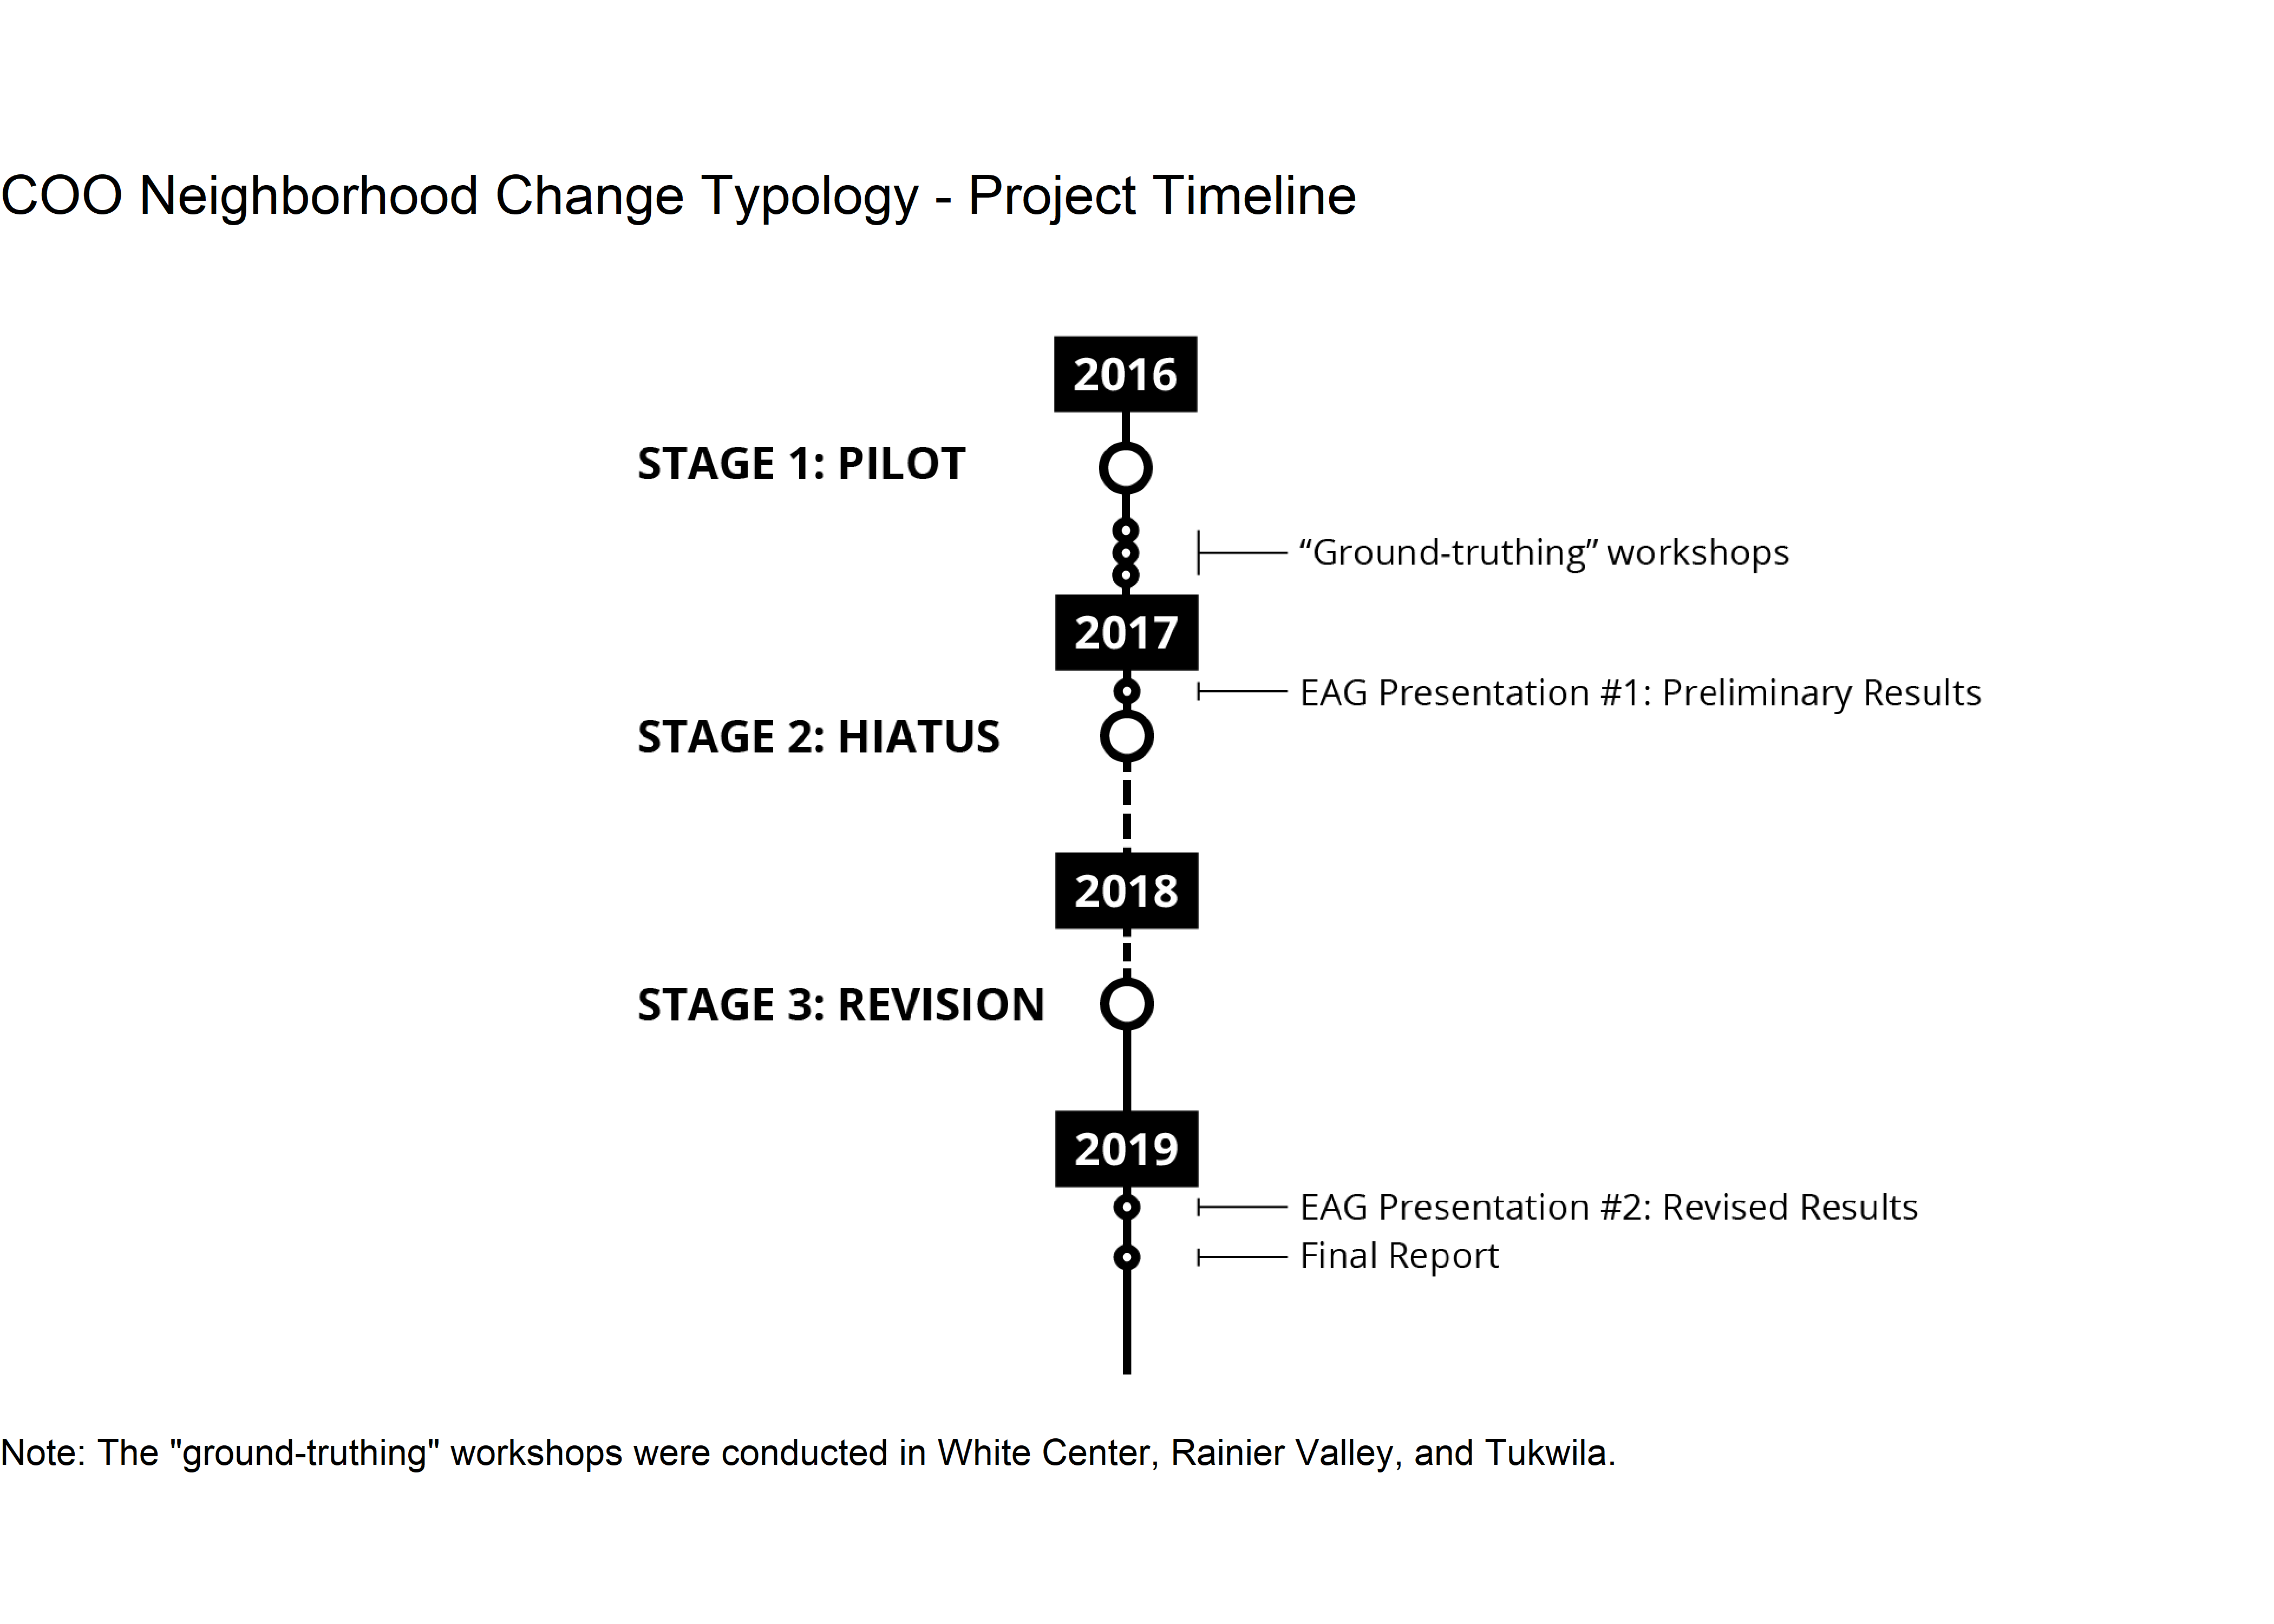 COO Neighborhood Change Typology - Project Timeline
2016
STAGE 1: PILOT
“Ground-truthing” workshops
2017
EAG Presentation #1: Preliminary Results
STAGE 2: HIATUS
2018
STAGE 3: REVISION
2019
EAG Presentation #2: Revised Results
Final Report
Note: The "ground-truthing" workshops were conducted in White Center, Rainier Valley, and Tukwila.